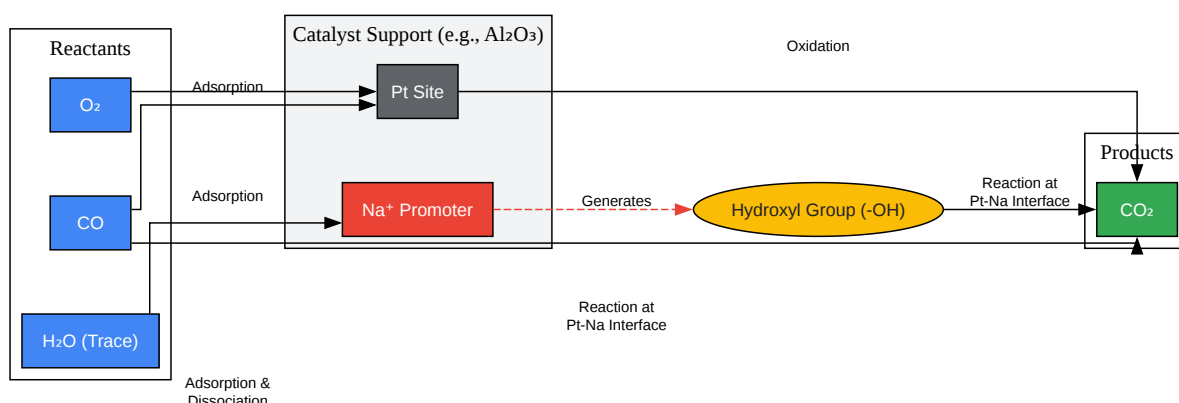 Reactants
Catalyst Support (e.g., Al₂O₃)
Oxidation
O₂
Adsorption
Pt Site
Products
CO
Adsorption
Na⁺ Promoter
Generates
Hydroxyl Group (-OH)
Reaction at
Pt-Na Interface
CO₂
H₂O (Trace)
Reaction at
Pt-Na Interface
Adsorption &
Dissociation